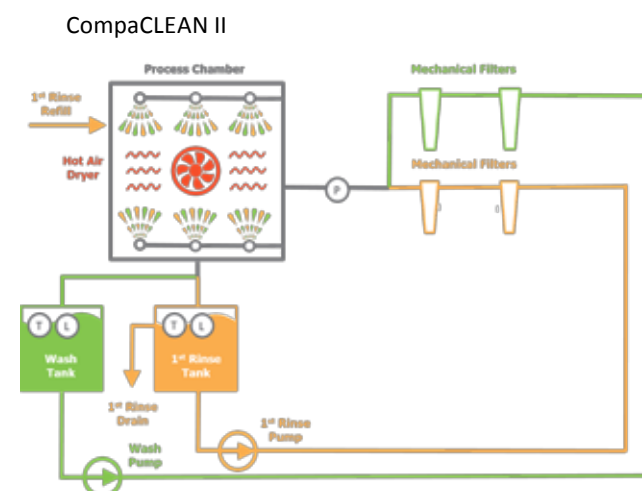 CompaCLEAN II
Process Chamber
Mechanical Filters
1st Rinse
Refill
Hot Air
Dryer
P
Mechanical Filters
T L
T L
Wash
Tank
1st Rinse
Tank
1st Rinse
Drain
1st Rinse
Pump
Wash
Pump